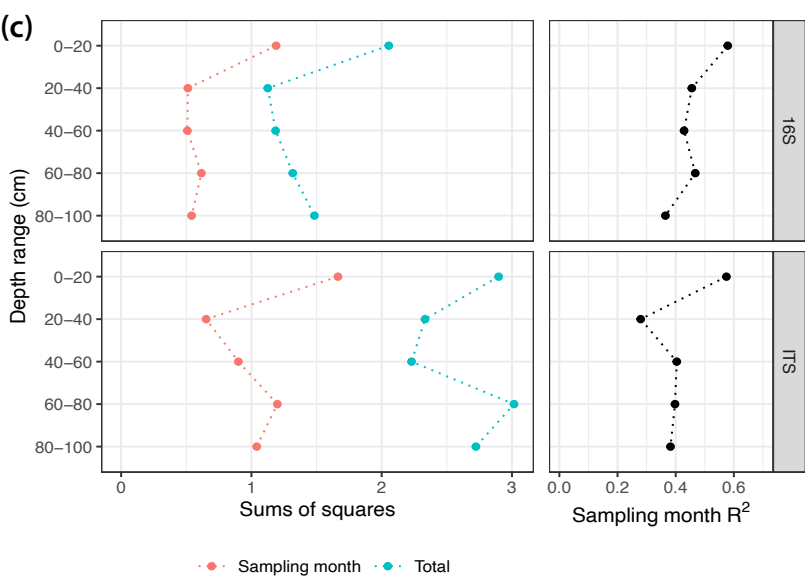 (c)
Depth range (cm)
0–20
20–40
40–60
60–80
80–100
16S
0–20
20–40
40–60
60–80
80–100
ITS
0 1 2 3
Sums of squares
0.0 0.2 0.4 0.6
Sampling month R²
Sampling month Total